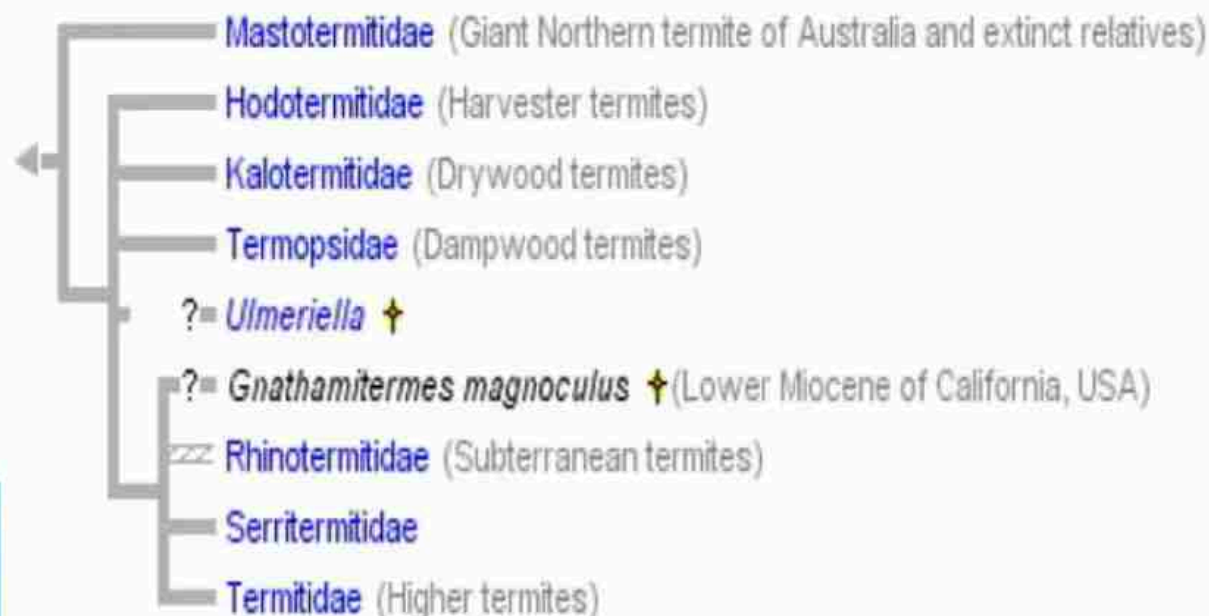 Mastotermitidae (Giant Northern termite of Australia and extinct relatives)
Hodotermitidae (Harvester termites)
Kalotermitidae (Drywood termites)
Termopsidae (Dampwood termites)
? Ulmeriella †
? Gnathamitermes magnoculus † (Lower Miocene of California, USA)
Rhinotermitidae (Subterranean termites)
Serritermitidae
Termitidae (Higher termites)